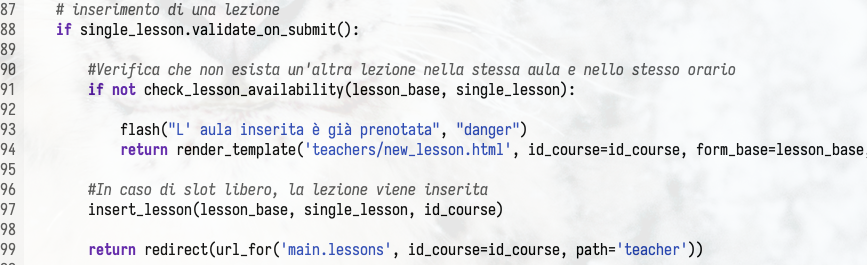 87 # inserimento di una lezione
88 if single_lesson.validate_on_submit():
89
90 #Verifica che non esista un'altra lezione nella stessa aula e nello stesso orario
91 if not check_lesson_availability(lesson_base, single_lesson):
92
93 flash("L' aula inserita è già prenotata", "danger")
94 return render_template('teachers/new_lesson.html', id_course=id_course, form_base=lesson_base,
95
96 #In caso di slot libero, la lezione viene inserita
97 insert_lesson(lesson_base, single_lesson, id_course)
98
99 return redirect(url_for('main.lessons', id_course=id_course, path='teacher'))